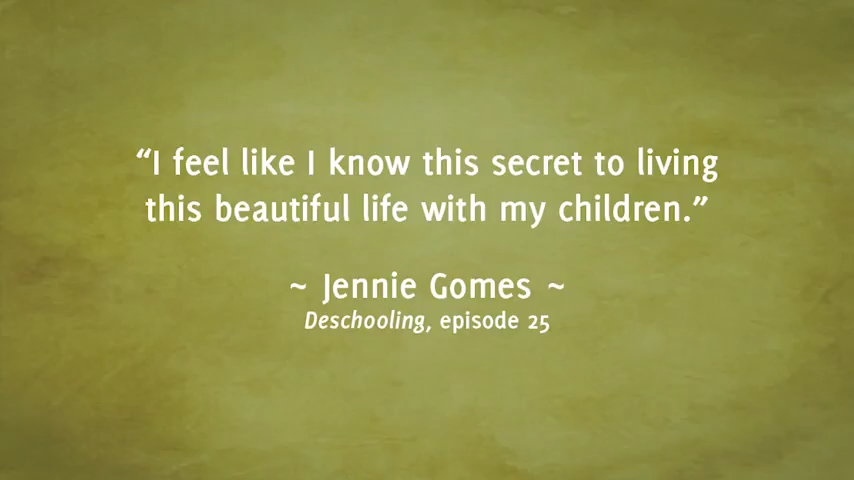 “I feel like I know this secret to living
this beautiful life with my children.”
~ Jennie Gomes ~
Deschooling, episode 25